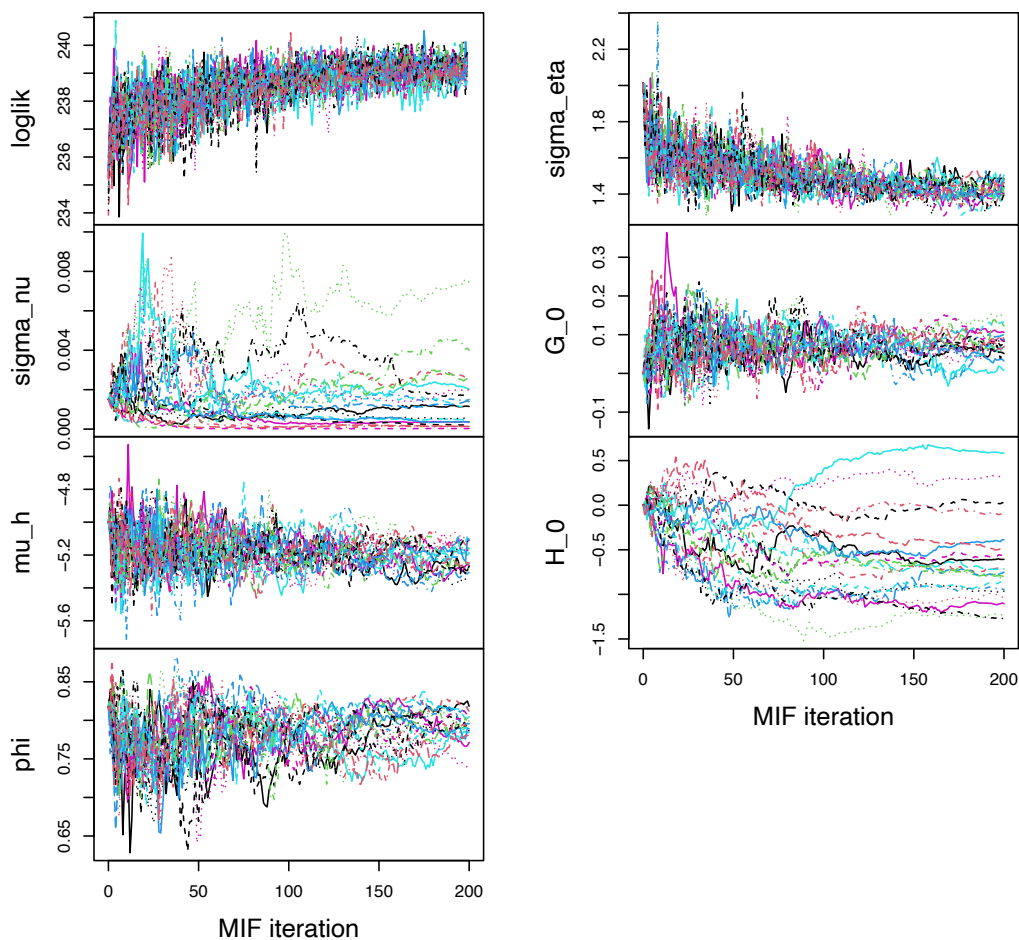 loglik
234 236 238 240
sigma_nu
0.000 0.004 0.008
mu_h
−5.6 −5.2 −4.8
phi
0.65 0.75 0.85
0 50 100 150 200
MIF iteration
sigma_eta
1.4 1.8 2.2
G_0
−0.1 0.1 0.2 0.3
H_0
−1.5 −0.5 0.0 0.5
0 50 100 150 200
MIF iteration